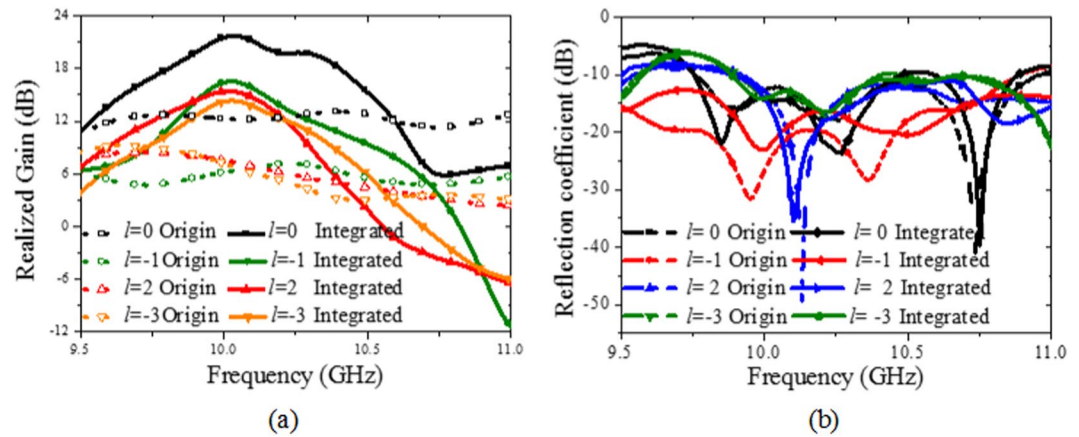 24
18
12
6
0
-6
-12
Realized Gain (dB)
l=0 Origin
l=0 Integrated
l=-1 Origin
l=-1 Integrated
l=2 Origin
l=2 Integrated
l=-3 Origin
l=-3 Integrated
9.5 10.0 10.5 11.0
Frequency (GHz)
(a)
0
-10
-20
-30
-40
-50
Reflection coefficient (dB)
l= 0 Origin
l= 0 Integrated
l=-1 Origin
l=-1 Integrated
l= 2 Origin
l= 2 Integrated
l= -3 Origin
l= -3 Integrated
9.5 10.0 10.5 11.0
Frequency (GHz)
(b)